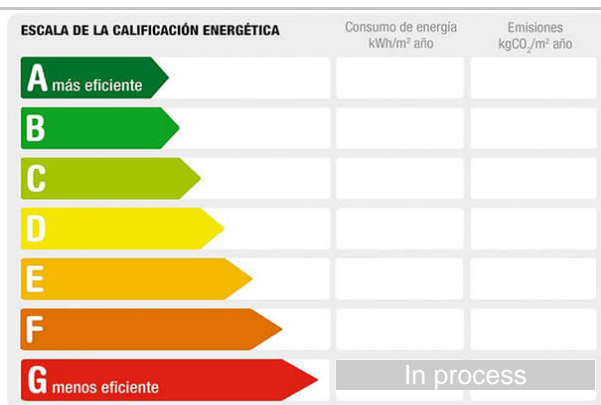 ESCALA DE LA CALIFICACIÓN ENERGÉTICA
Consumo de energía
kWh/m² año
Emisiones
kgCO₂/m² año
A más eficiente
B
C
D
E
F
G menos eficiente
In process